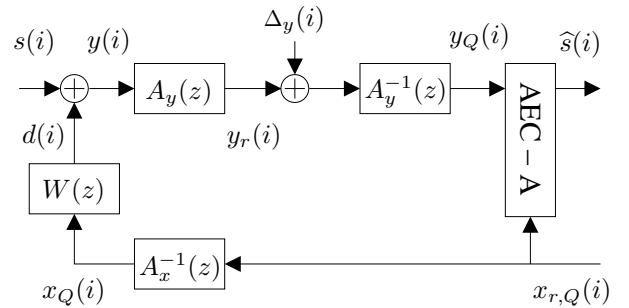 Δ_y(i)
s(i) y(i) y_Q(i) ŝ(i)
A_y(z) A_y^{-1}(z) AEC – A
d(i) y_r(i)
W(z)
A_x^{-1}(z)
x_Q(i) x_{r,Q}(i)